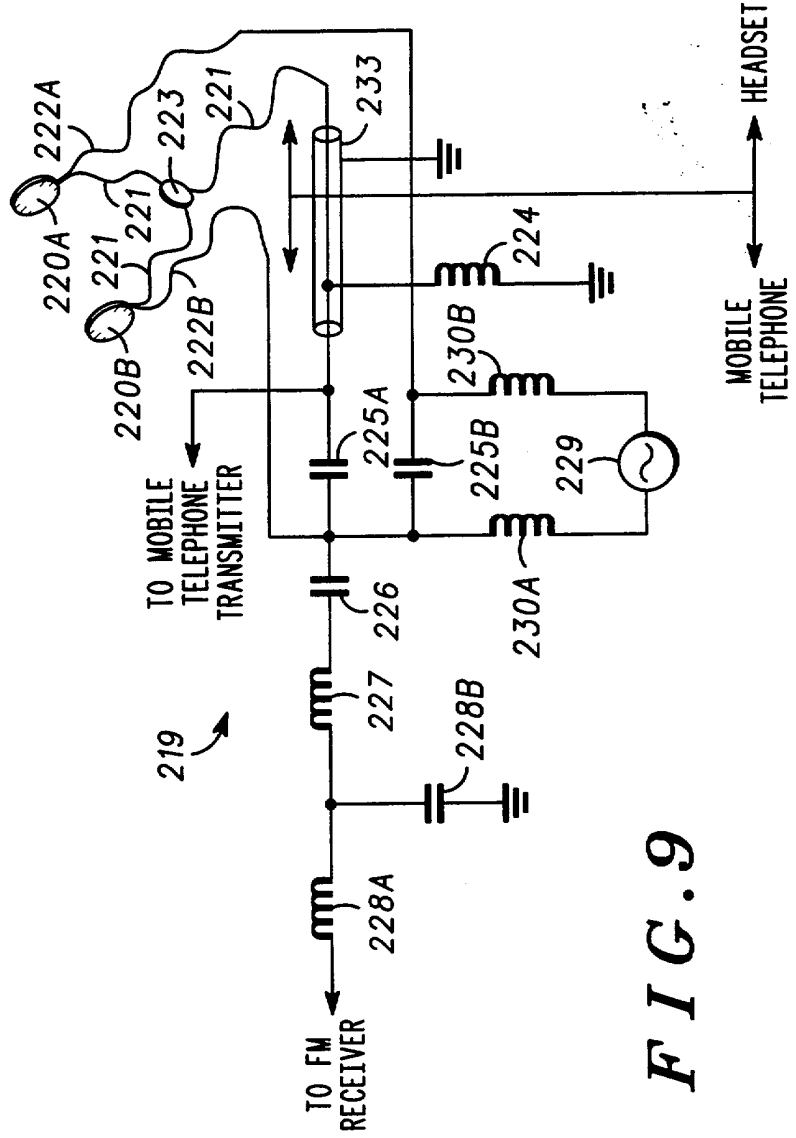 220A
222A
221
221
220B
223
222B
221
233
TO MOBILE
TELEPHONE
TRANSMITTER
219
225A
226
227
228A
228B
TO FM
RECEIVER
224
225B
230B
230A
229
MOBILE
TELEPHONE
HEADSET
FIG.9